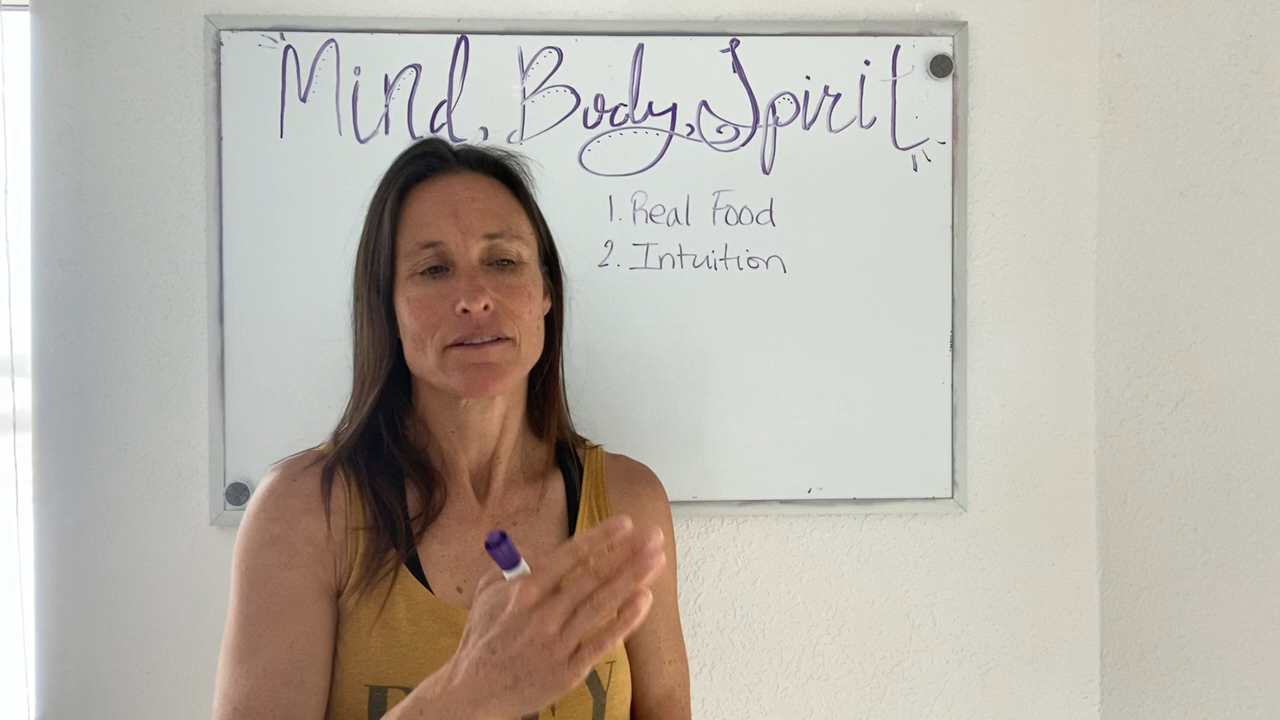 Mind, Body, Spirit
1. Real Food
2. Intuition